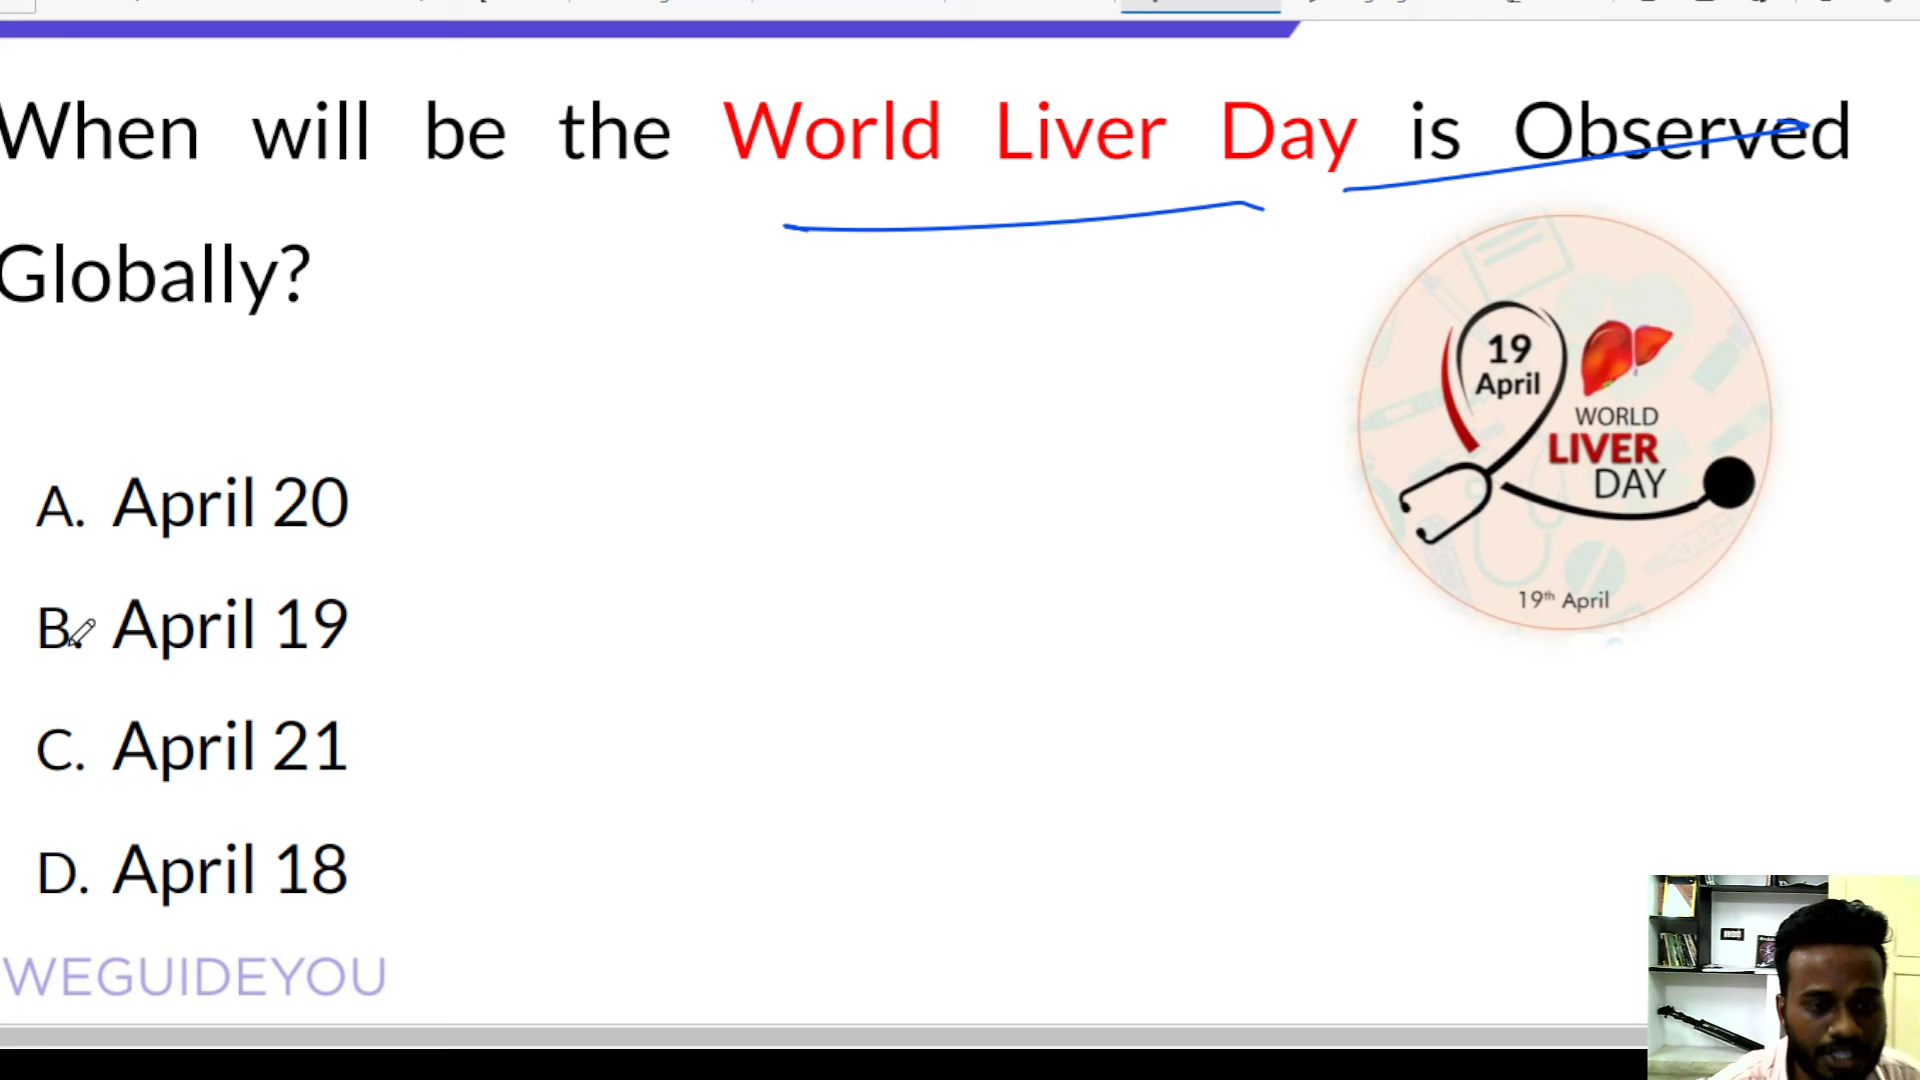 When will be the World Liver Day is Observed
Globally?
19
April
WORLD
LIVER
DAY
19th April
A. April 20
B. April 19
C. April 21
D. April 18
WEGUIDEYOU